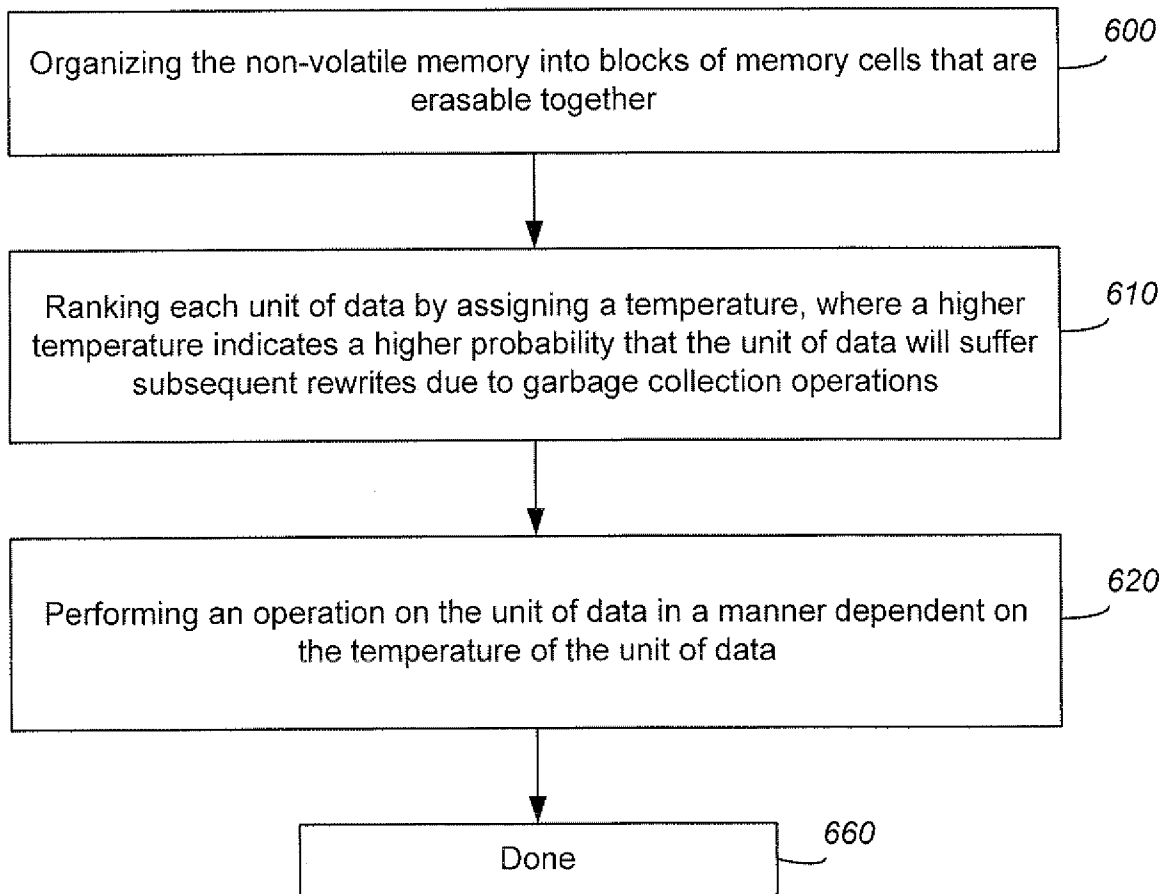 600
Organizing the non-volatile memory into blocks of memory cells that are
erasable together
610
Ranking each unit of data by assigning a temperature, where a higher
temperature indicates a higher probability that the unit of data will suffer
subsequent rewrites due to garbage collection operations
620
Performing an operation on the unit of data in a manner dependent on
the temperature of the unit of data
660
Done